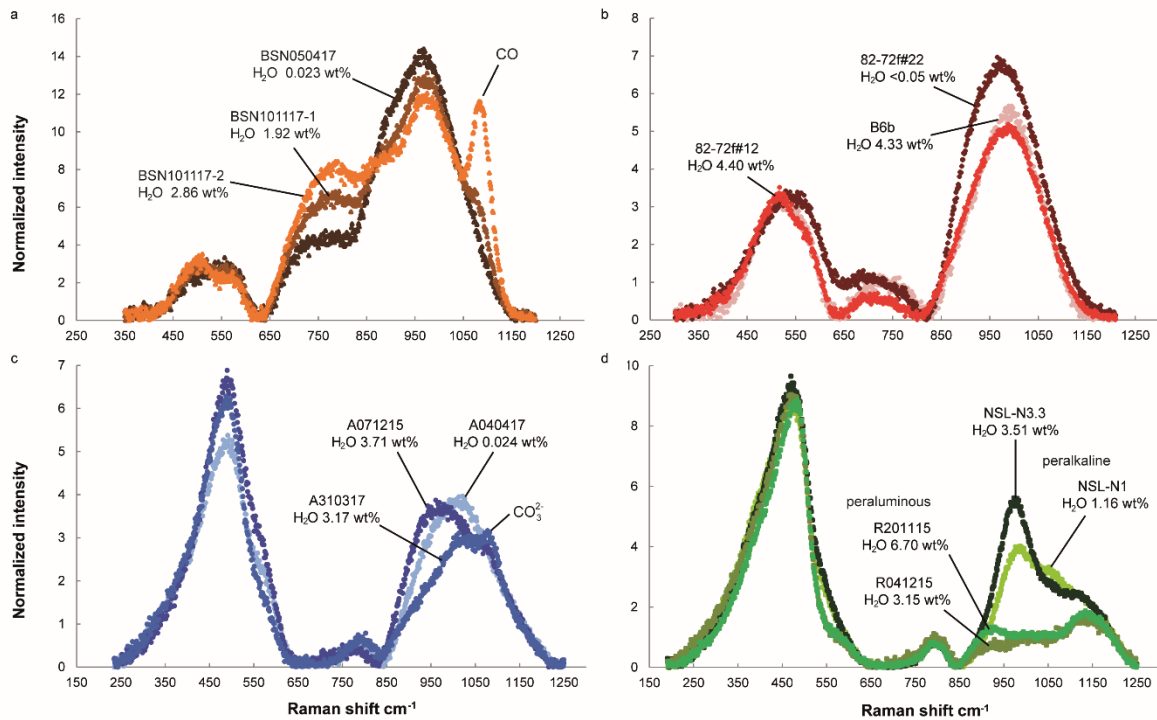 a
16
14
12
10
8
6
4
2
0
Normalized intensity
BSN050417
H₂O 0.023 wt%
CO
BSN101117-1
H₂O 1.92 wt%
BSN101117-2
H₂O 2.86 wt%
350 450 550 650 750 850 950 1050 1150 1250
b
8
7
6
5
4
3
2
1
0
82-72f#22
H₂O <0.05 wt%
B6b
H₂O 4.33 wt%
82-72f#12
H₂O 4.40 wt%
250 350 450 550 650 750 850 950 1050 1150 1250
c
7
6
5
4
3
2
1
0
Normalized intensity
A071215
H₂O 3.71 wt%
A040417
H₂O 0.024 wt%
A310317
H₂O 3.17 wt%
CO₃²⁻
150 250 350 450 550 650 750 850 950 1050 1150 1250
Raman shift cm⁻¹
d
10
8
6
4
2
0
NSL-N3.3
H₂O 3.51 wt%
peralkaline
NSL-N1
H₂O 1.16 wt%
peraluminous
R201115
H₂O 6.70 wt%
R041215
H₂O 3.15 wt%
150 250 350 450 550 650 750 850 950 1050 1150 1250
Raman shift cm⁻¹